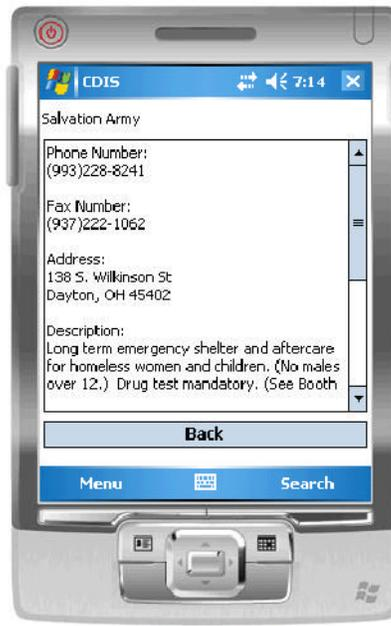 CDIS 7:14
Salvation Army
Phone Number:
(993)228-8241
Fax Number:
(937)222-1062
Address:
138 S. Wilkinson St
Dayton, OH 45402
Description:
Long term emergency shelter and aftercare
for homeless women and children. (No males
over 12.) Drug test mandatory. (See Booth
Back
Menu Search